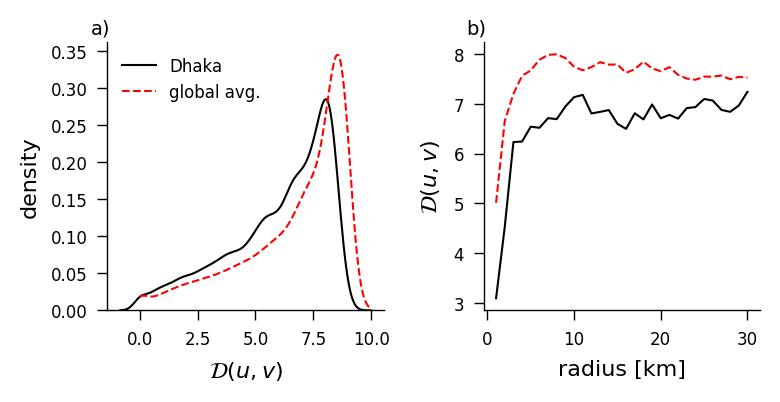 a)
0.35
0.30
0.25
0.20
0.15
0.10
0.05
0.00
density
Dhaka
global avg.
0.0 2.5 5.0 7.5 10.0
𝒟(u, v)
b)
8
7
6
5
4
3
𝒟(u, v)
0 10 20 30
radius [km]